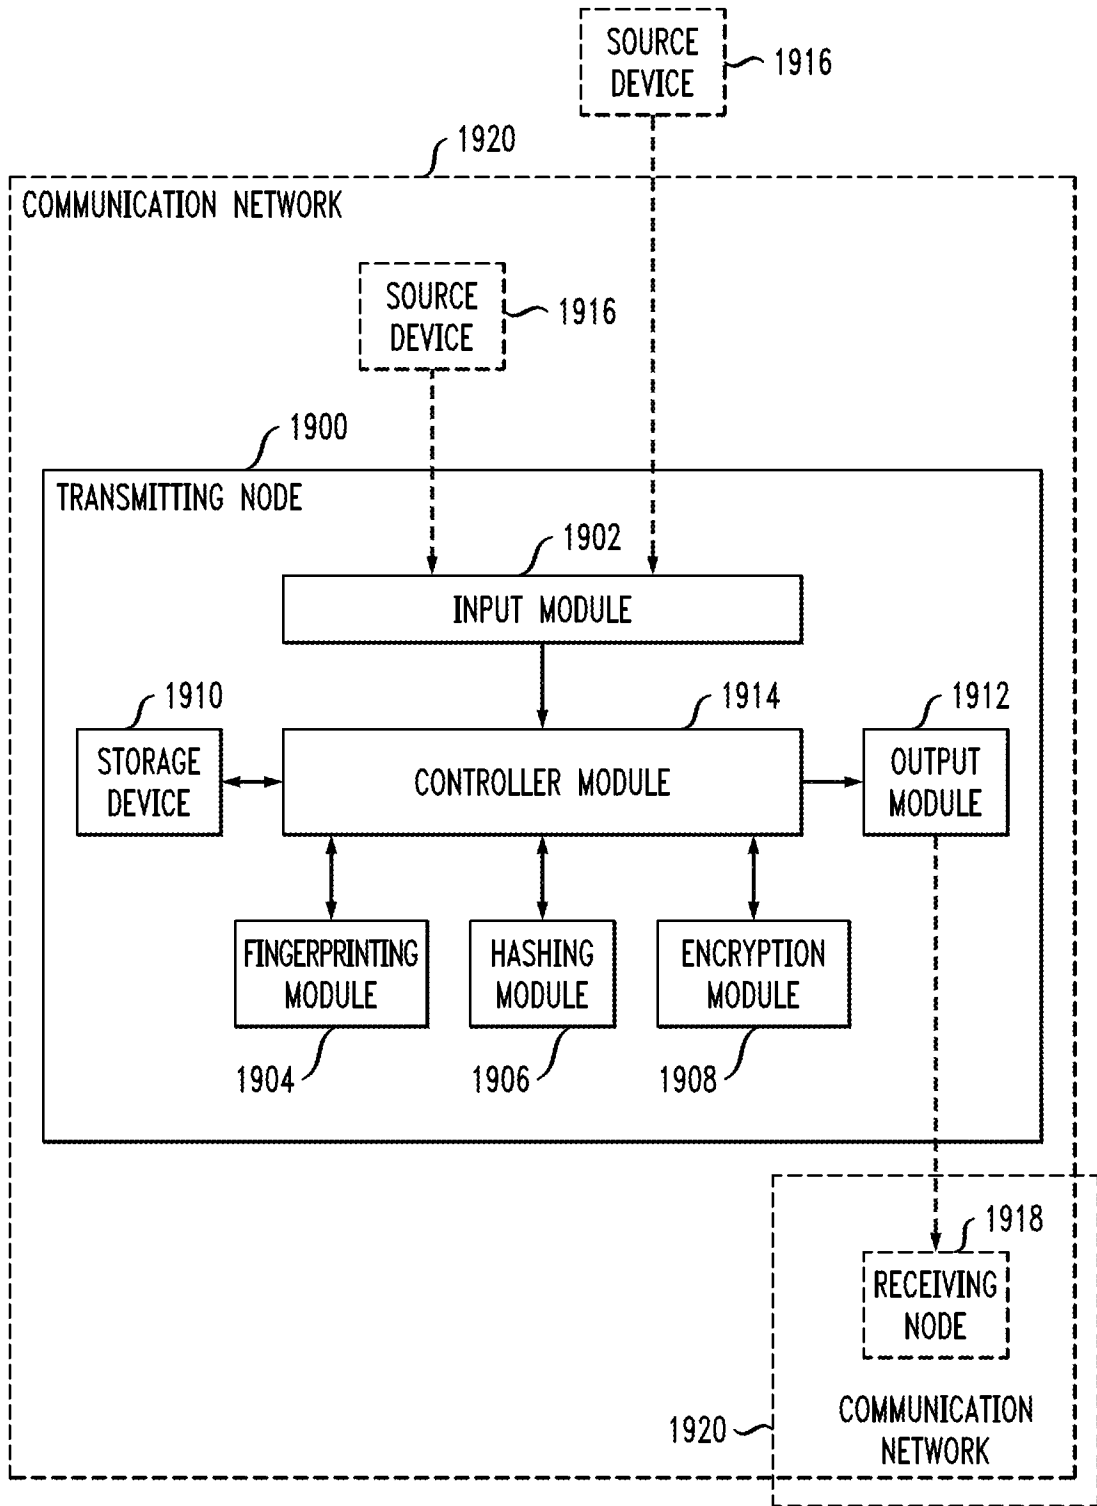 SOURCE
DEVICE
1916
1920
COMMUNICATION NETWORK
SOURCE
DEVICE
1916
1900
TRANSMITTING NODE
1902
INPUT MODULE
1910
1914
1912
STORAGE
DEVICE
CONTROLLER MODULE
OUTPUT
MODULE
FINGERPRINTING
MODULE
HASHING
MODULE
ENCRYPTION
MODULE
1904
1906
1908
1918
RECEIVING
NODE
1920
COMMUNICATION
NETWORK